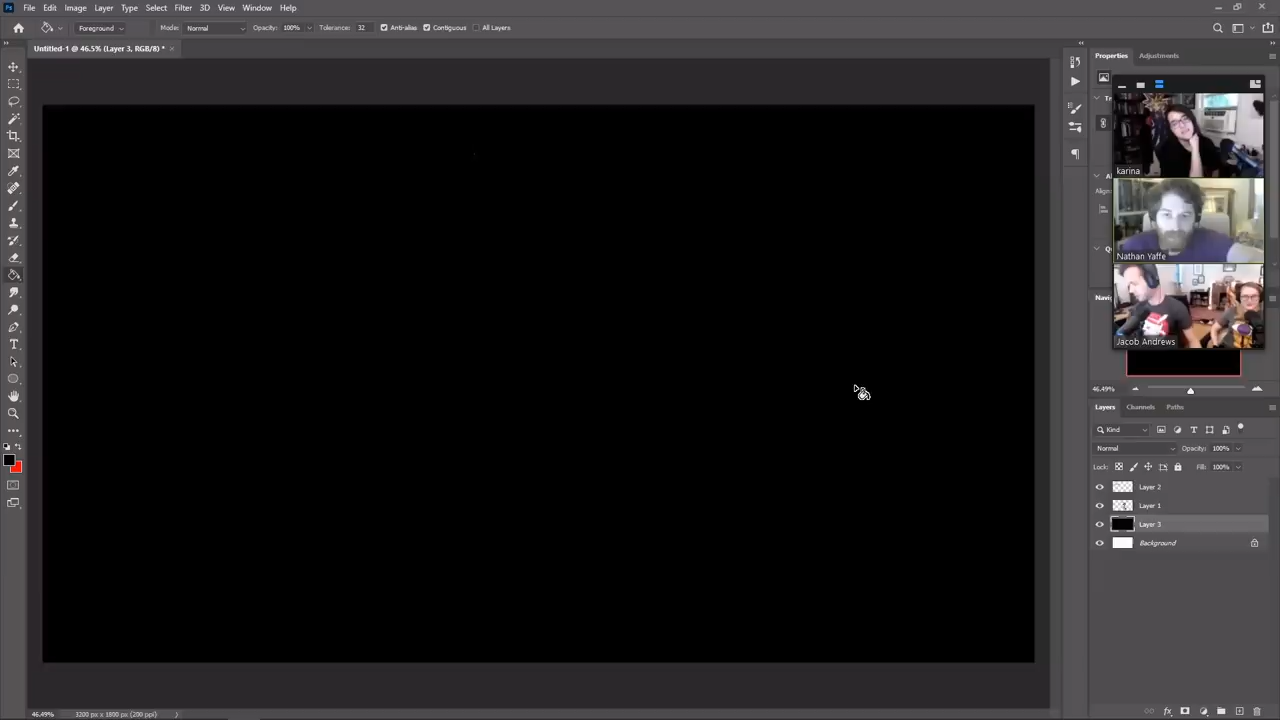 Ps File Edit Image Layer Type Select Filter 3D View Window Help
Foreground Mode: Normal Opacity: 100% Tolerance: 32 Anti-alias Contiguous All Layers
Untitled-1 @ 46.5% (Layer 3, RGB/8) * ×
Properties Adjustments
karina
Nathan Yaffe
Jacob Andrews
46.49%
Layers Channels Paths
Kind
Normal Opacity: 100%
Lock: Fill: 100%
Layer 2
Layer 1
Layer 3
Background
46.49% 3200 px x 1800 px (200 ppi)